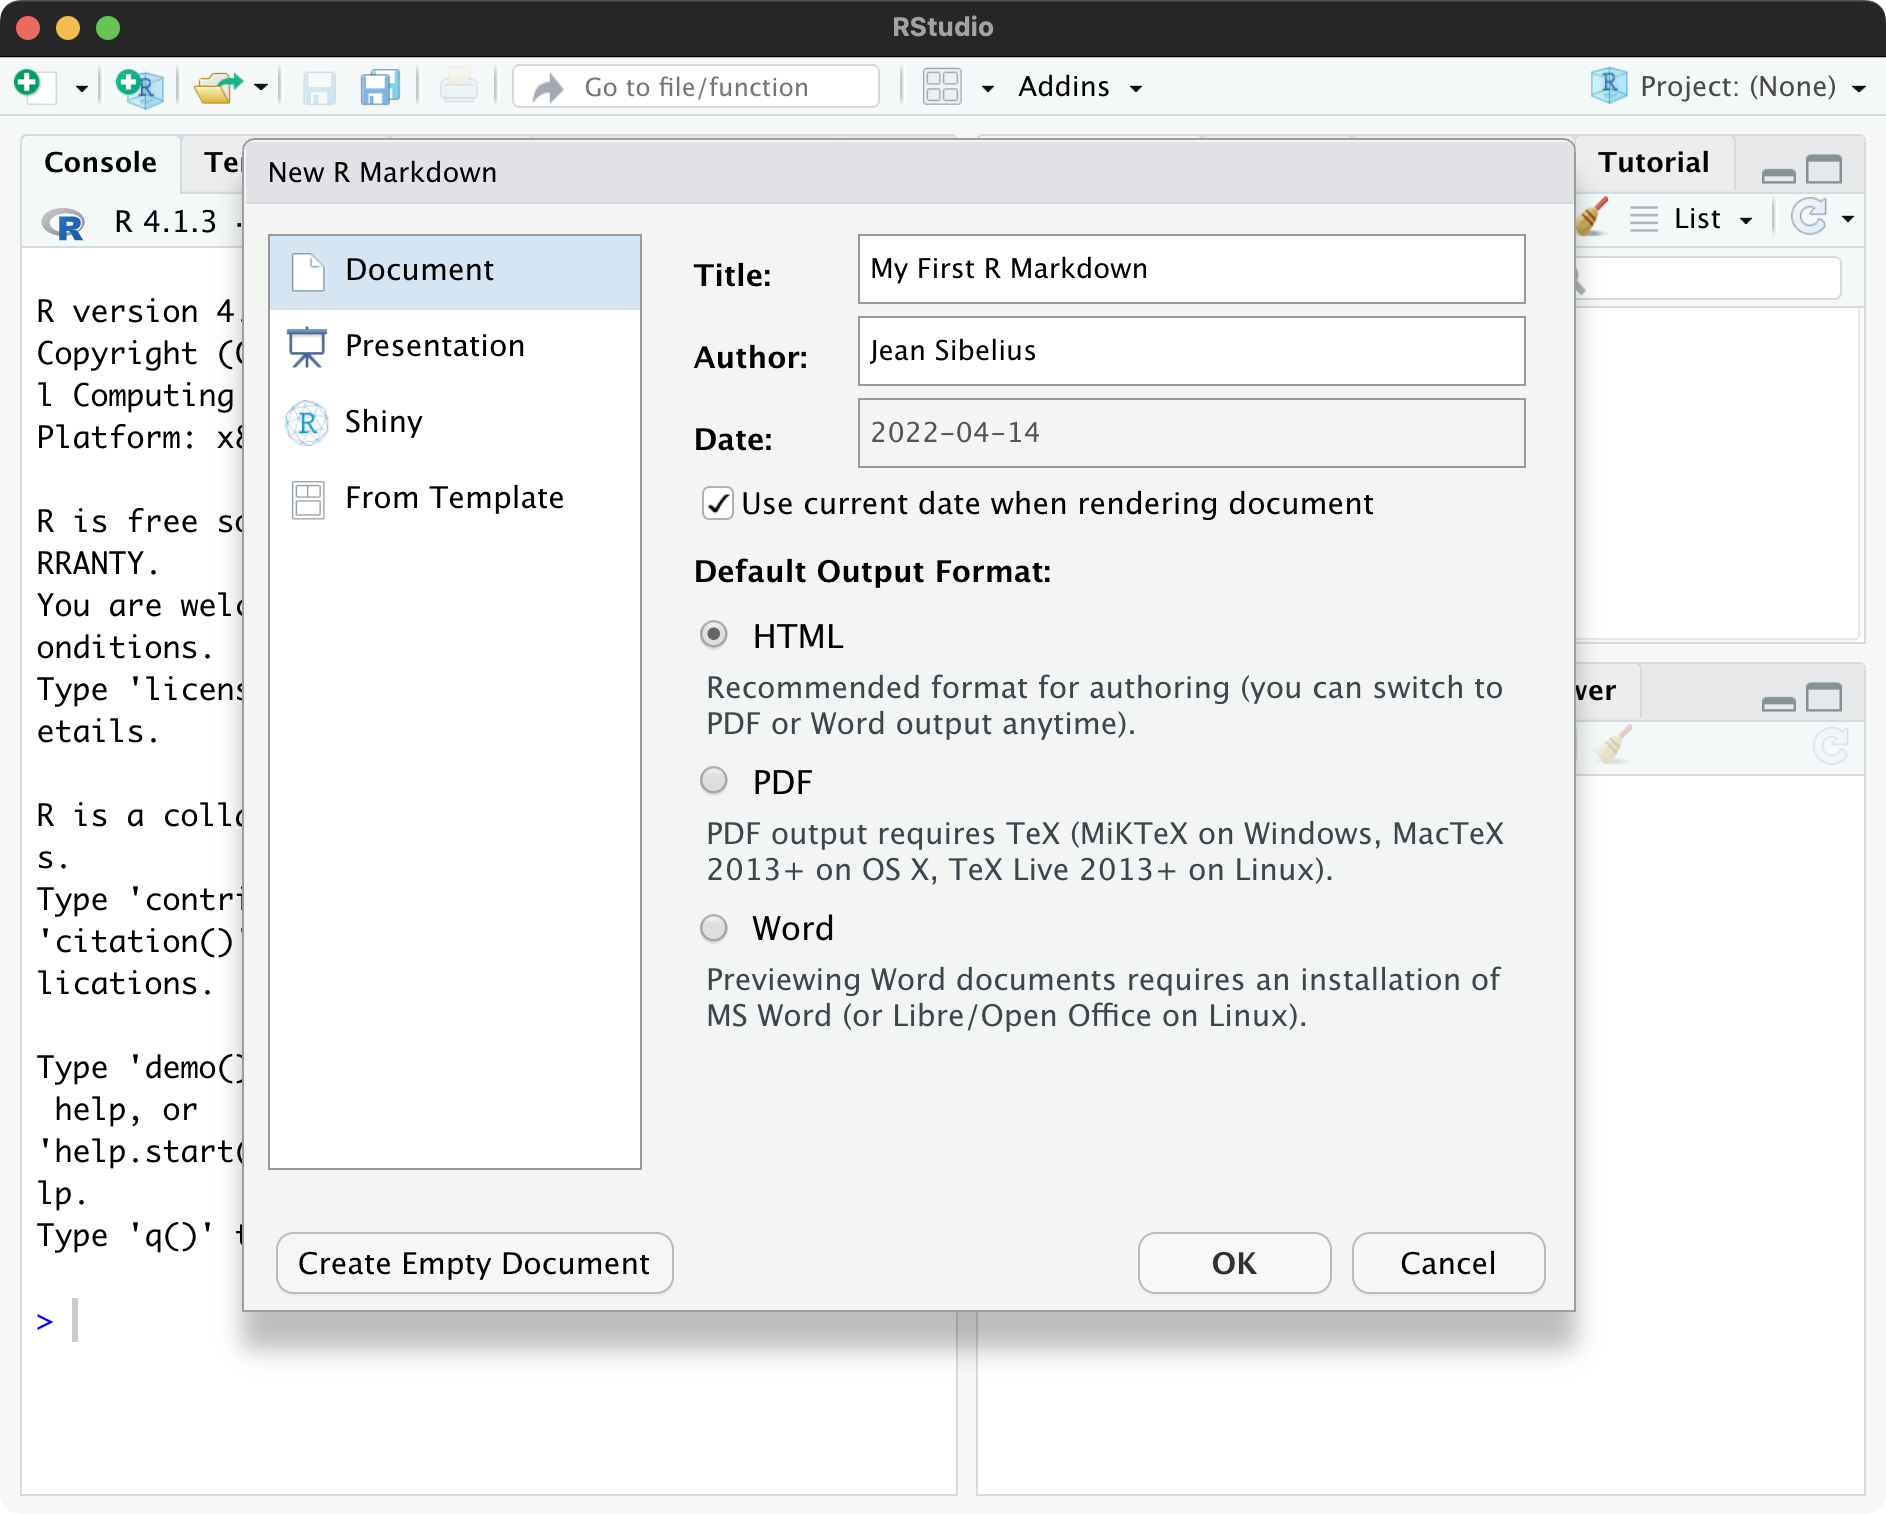 RStudio
Go to file/function
Addins
Project: (None)
Console
Tutorial
R 4.1.3
List
R version 4.
Copyright (
l Computing
Platform:
R is free
RRANTY.
You are
onditions.
Type
etails.
R is a
s.
Type
'citation()'
lications.
Type 'demo()
help, or
'help.start(
lp.
Type 'q()'
>
New R Markdown
Document
Presentation
Shiny
From Template
Title: My First R Markdown
Author: Jean Sibelius
Date: 2022-04-14
Use current date when rendering document
Default Output Format:
HTML
Recommended format for authoring (you can switch to
PDF or Word output anytime).
PDF
PDF output requires TeX (MiKTeX on Windows, MacTeX
2013+ on OS X, TeX Live 2013+ on Linux).
Word
Previewing Word documents requires an installation of
MS Word (or Libre/Open Office on Linux).
Create Empty Document
OK
Cancel